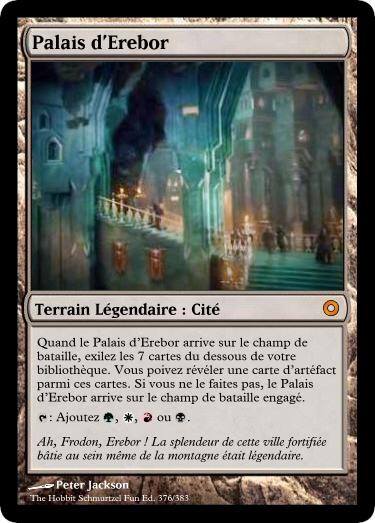 Palais d'Erebor
Terrain Légendaire : Cité
Quand le Palais d'Erebor arrive sur le champ de
bataille, exilez les 7 cartes du dessous de votre
bibliothèque. Vous pouvez révéler une carte d'artéfact
parmi ces cartes. Si vous ne le faites pas, le Palais
d'Erebor arrive sur le champ de bataille engagé.
: Ajoutez , , ou .
Ah, Frodon, Erebor ! La splendeur de cette ville fortifiée
bâtie au sein même de la montagne était légendaire.
Peter Jackson
The Hobbit Schmurtzel Fun Ed. 376/383